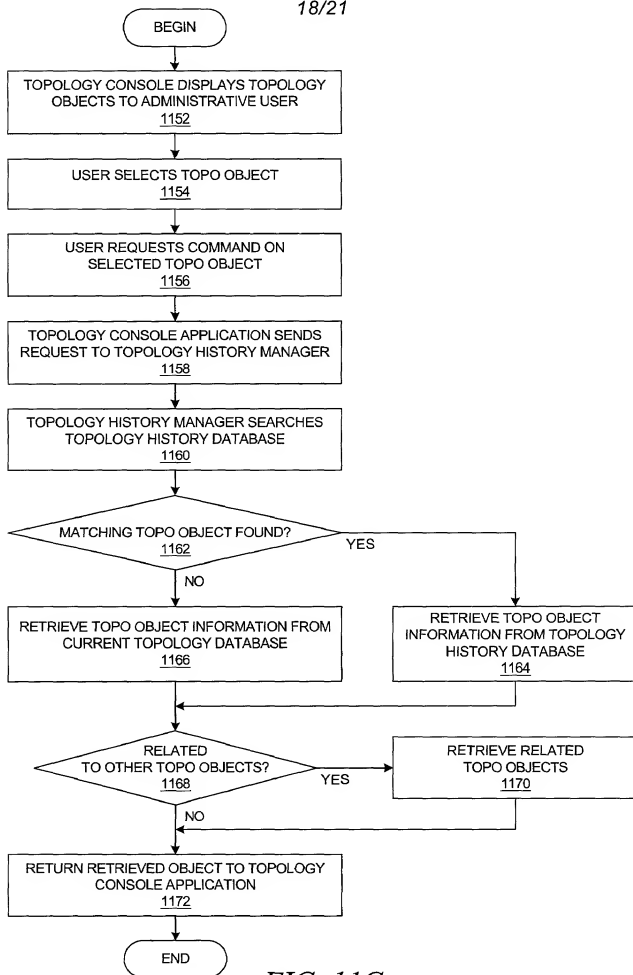 18/21
BEGIN
TOPOLOGY CONSOLE DISPLAYS TOPOLOGY
OBJECTS TO ADMINISTRATIVE USER
1152
USER SELECTS TOPO OBJECT
1154
USER REQUESTS COMMAND ON
SELECTED TOPO OBJECT
1156
TOPOLOGY CONSOLE APPLICATION SENDS
REQUEST TO TOPOLOGY HISTORY MANAGER
1158
TOPOLOGY HISTORY MANAGER SEARCHES
TOPOLOGY HISTORY DATABASE
1160
MATCHING TOPO OBJECT FOUND?
1162
YES
NO
RETRIEVE TOPO OBJECT INFORMATION FROM
CURRENT TOPOLOGY DATABASE
1166
RETRIEVE TOPO OBJECT
INFORMATION FROM TOPOLOGY
HISTORY DATABASE
1164
RELATED
TO OTHER TOPO OBJECTS?
1168
YES
NO
RETRIEVE RELATED
TOPO OBJECTS
1170
RETURN RETRIEVED OBJECT TO TOPOLOGY
CONSOLE APPLICATION
1172
END